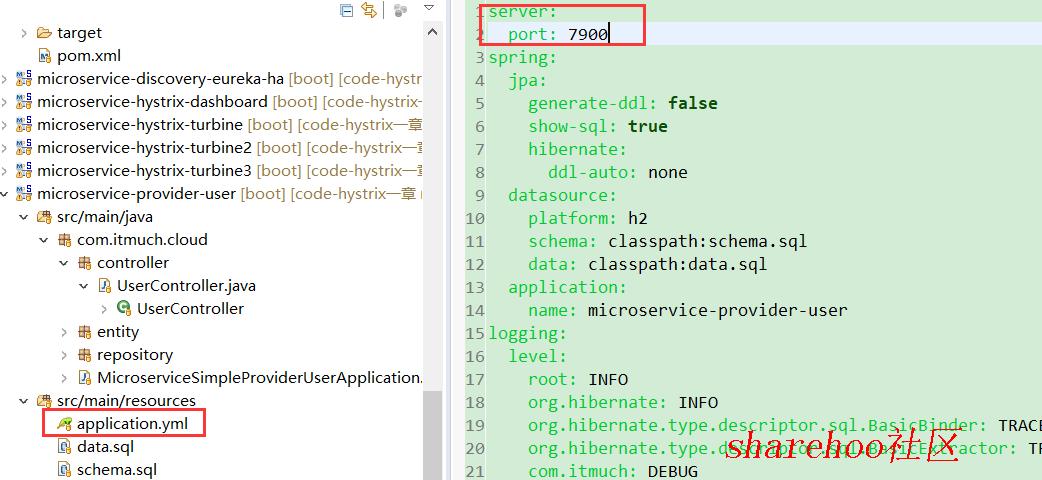 target
pom.xml
microservice-discovery-eureka-ha [boot] [code-hystrix
microservice-hystrix-dashboard [boot] [code-hystrix-
microservice-hystrix-turbine [boot] [code-hystrix一章
microservice-hystrix-turbine2 [boot] [code-hystrix一
microservice-hystrix-turbine3 [boot] [code-hystrix一
microservice-provider-user [boot] [code-hystrix一章
src/main/java
com.itmuch.cloud
controller
UserController.java
UserController
entity
repository
MicroserviceSimpleProviderUserApplication.
src/main/resources
application.yml
data.sql
schema.sql
1 server:
2 port: 7900
3 spring:
4 jpa:
5 generate-ddl: false
6 show-sql: true
7 hibernate:
8 ddl-auto: none
9 datasource:
10 platform: h2
11 schema: classpath:schema.sql
12 data: classpath:data.sql
13 application:
14 name: microservice-provider-user
15 logging:
16 level:
17 root: INFO
18 org.hibernate: INFO
19 org.hibernate.type.descriptor.sql.BasicBinder: TRACE
20 org.hibernate.type.descriptor.sql.BasicExtractor: TR
21 com.itmuch: DEBUG
sharehoo社区